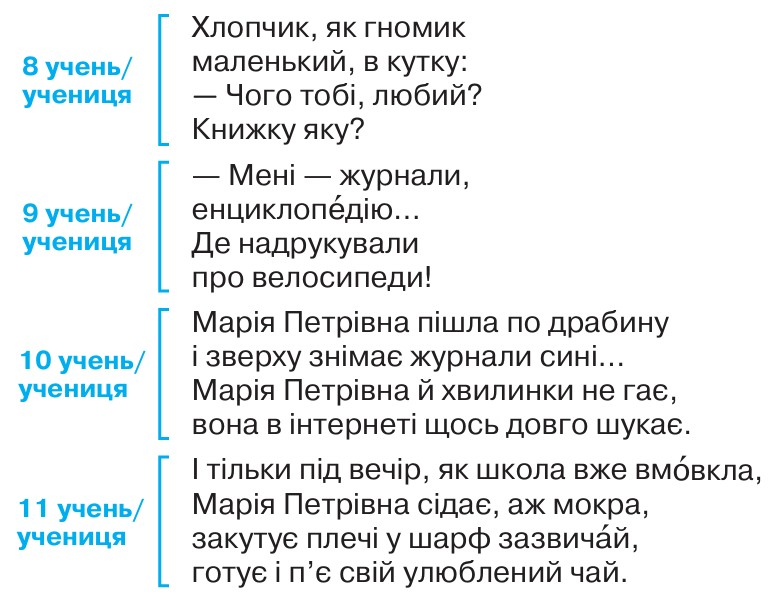 8 учень/
учениця
Хлопчик, як гномик
маленький, в кутку:
— Чого тобі, любий?
Книжку яку?
9 учень/
учениця
— Мені — журнали,
енциклопе́дію...
Де надрукували
про велосипеди!
10 учень/
учениця
Марія Петрівна пішла по драбину
і зверху знімає журнали сині...
Марія Петрівна й хвилинки не гає,
вона в інтернеті щось довго шукає.
11 учень/
учениця
І тільки під вечір, як школа вже вмо́вкла,
Марія Петрівна сідає, аж мокра,
закутує плечі у шарф зазвича́й,
готує і п’є свій улюблений чай.